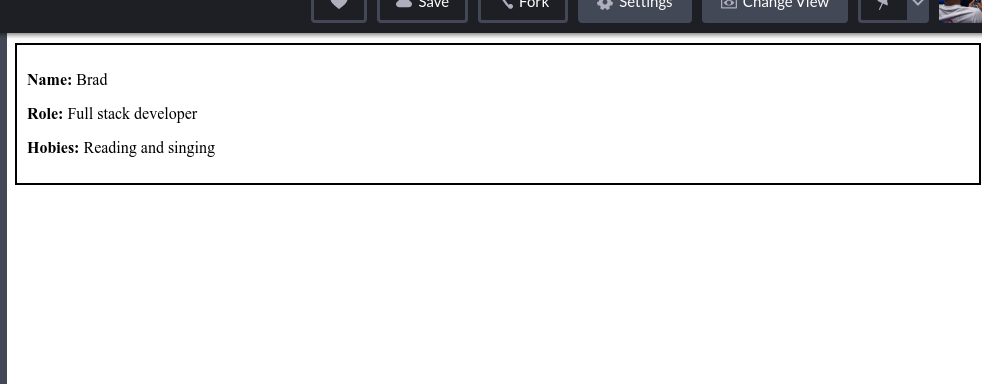 Save Fork Settings Change View
Name: Brad
Role: Full stack developer
Hobies: Reading and singing